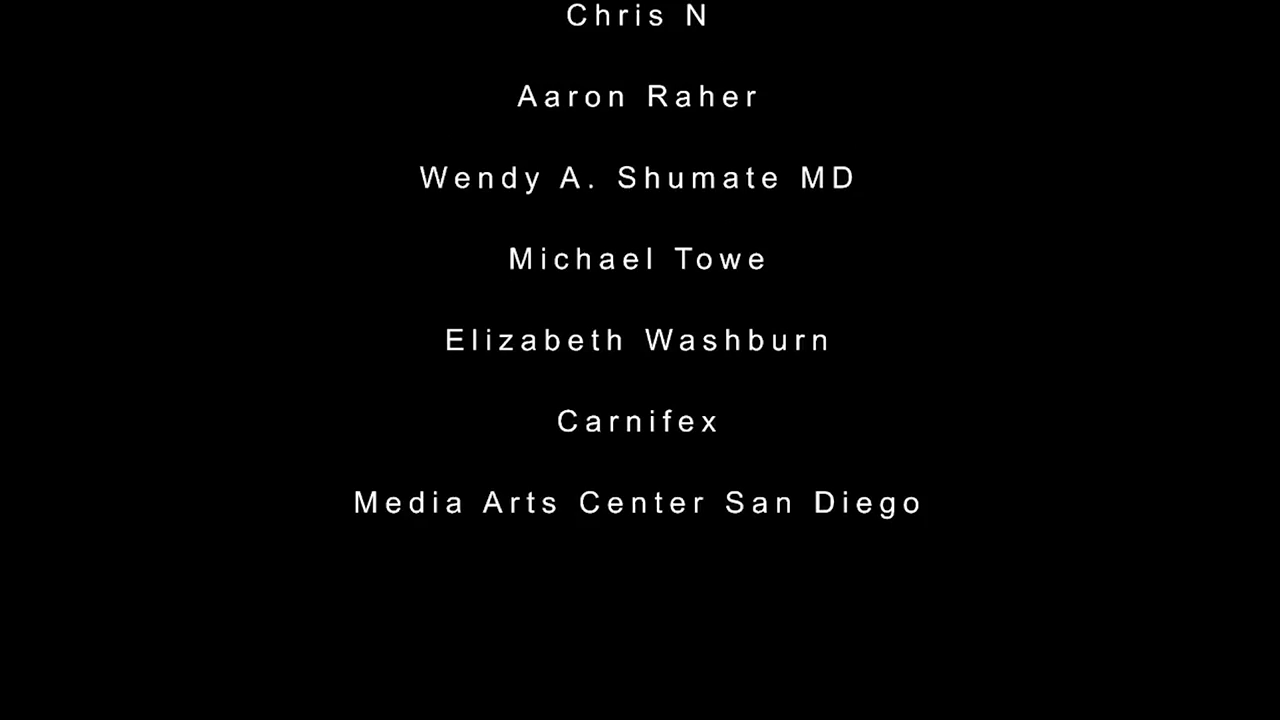 Chris N
Aaron Raher
Wendy A. Shumate MD
Michael Towe
Elizabeth Washburn
Carnifex
Media Arts Center San Diego